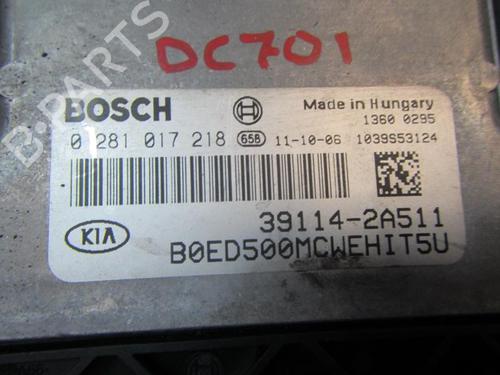 DC701
B-PARTS
BOSCH
Made in Hungary
1360 0295
0 281 017 218 658 11-10-06 1039S53124
39114-2A511
KIA
B0ED500MCWEHIT5U